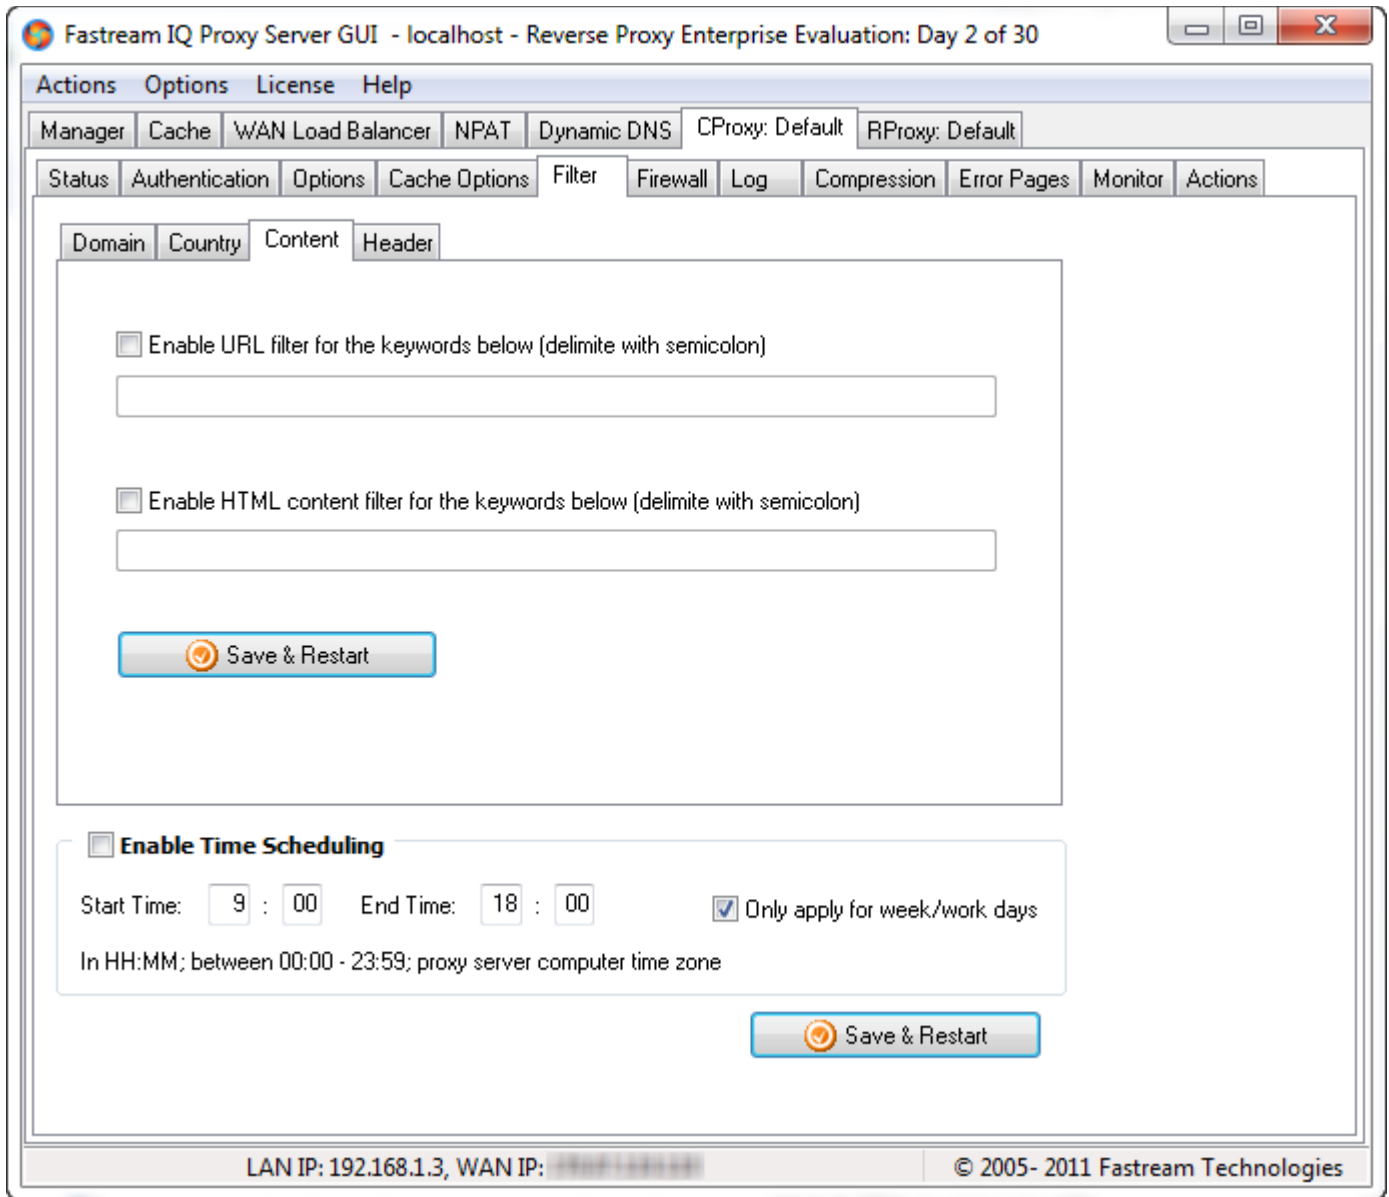 Fastream IQ Proxy Server GUI - localhost - Reverse Proxy Enterprise Evaluation: Day 2 of 30
Actions Options License Help
Manager Cache WAN Load Balancer NPAT Dynamic DNS CProxy: Default RProxy: Default
Status Authentication Options Cache Options Filter Firewall Log Compression Error Pages Monitor Actions
Domain Country Content Header
Enable URL filter for the keywords below (delimite with semicolon)
Enable HTML content filter for the keywords below (delimite with semicolon)
Save & Restart
Enable Time Scheduling
Start Time: 9 : 00 End Time: 18 : 00 Only apply for week/work days
In HH:MM; between 00:00 - 23:59; proxy server computer time zone
Save & Restart
LAN IP: 192.168.1.3, WAN IP: © 2005- 2011 Fastream Technologies